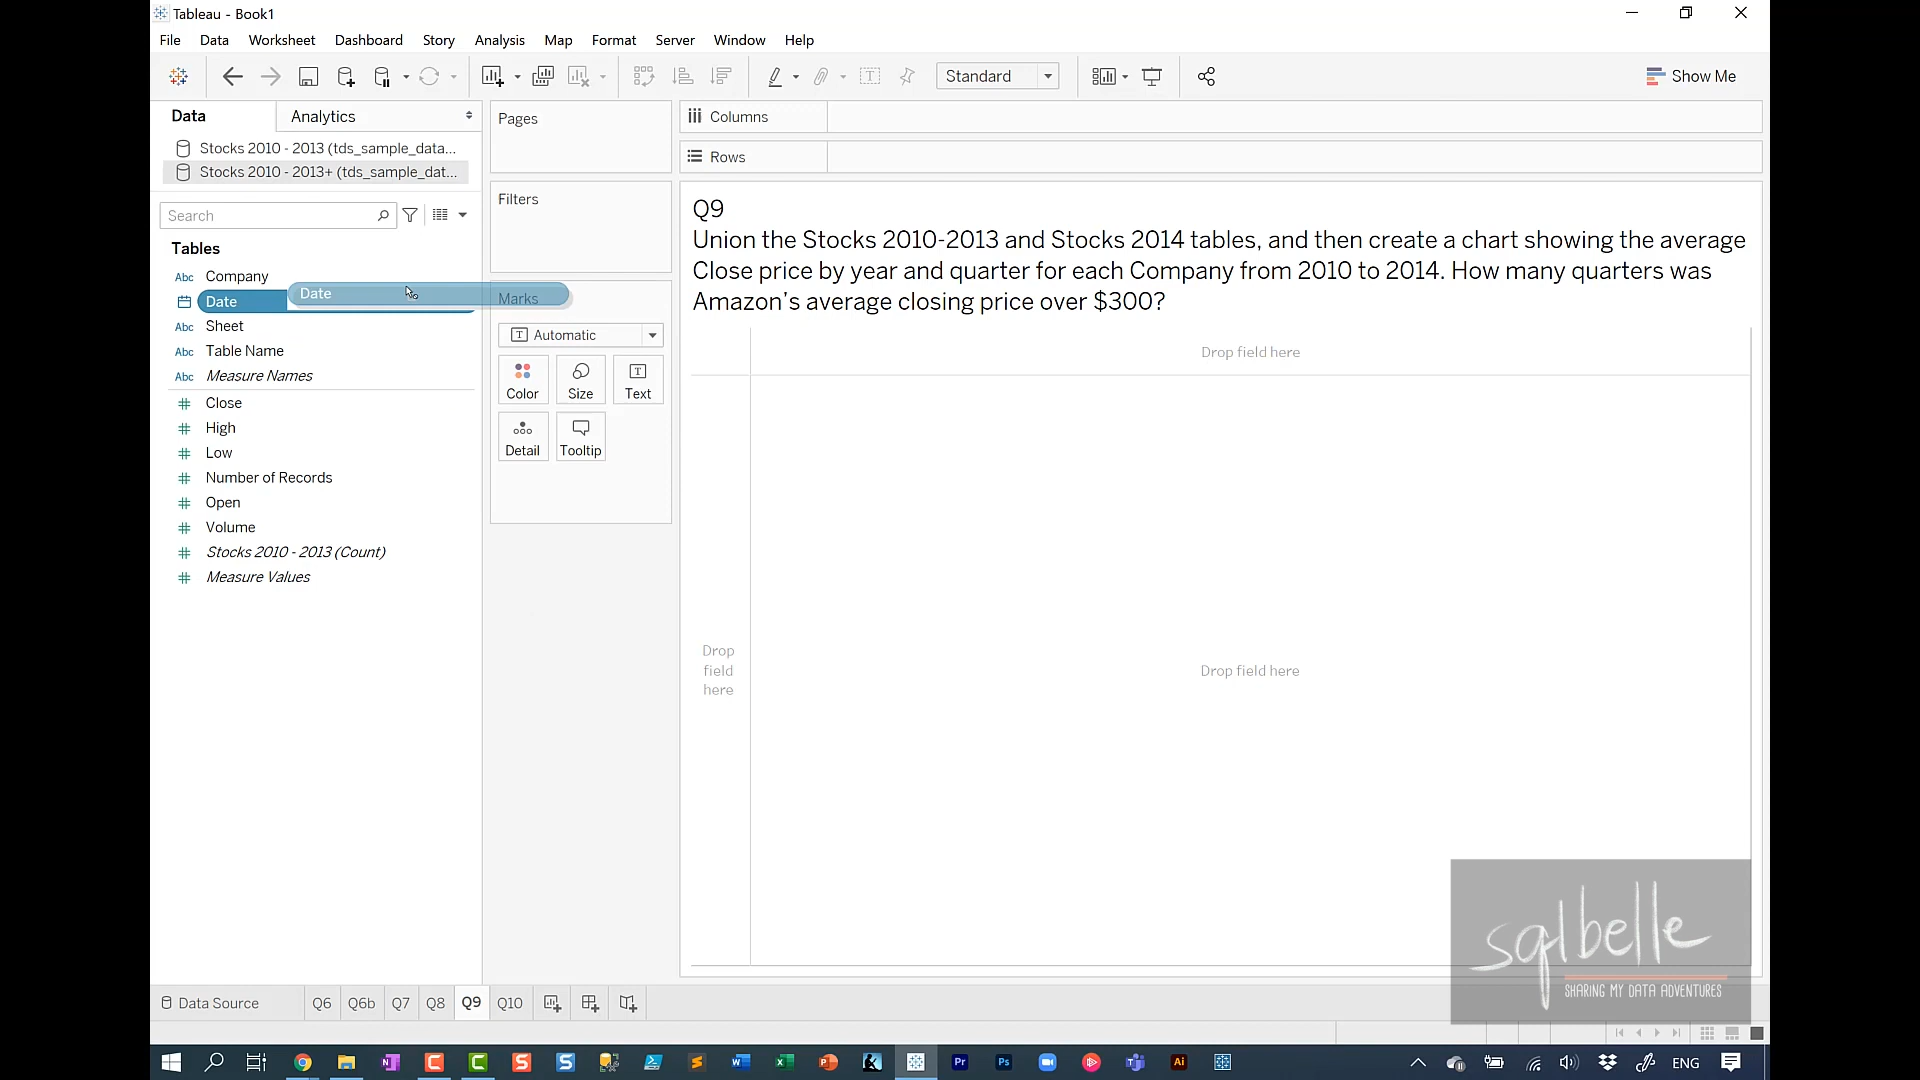 Tableau - Book1
File Data Worksheet Dashboard Story Analysis Map Format Server Window Help
Standard
Show Me
Data
Analytics
Stocks 2010 - 2013 (tds_sample_data...
Stocks 2010 - 2013+ (tds_sample_dat...
Search
Tables
Abc Company
Date
Date
Abc Sheet
Abc Table Name
Abc Measure Names
Close
High
Low
Number of Records
Open
Volume
Stocks 2010 - 2013 (Count)
Measure Values
Pages
Filters
Marks
Automatic
Color Size Text
Detail Tooltip
Columns
Rows
Q9
Union the Stocks 2010-2013 and Stocks 2014 tables, and then create a chart showing the average
Close price by year and quarter for each Company from 2010 to 2014. How many quarters was
Amazon's average closing price over $300?
Drop field here
Drop
field
here
Drop field here
sqlbelle
SHARING MY DATA ADVENTURES
Data Source Q6 Q6b Q7 Q8 Q9 Q10
ENG